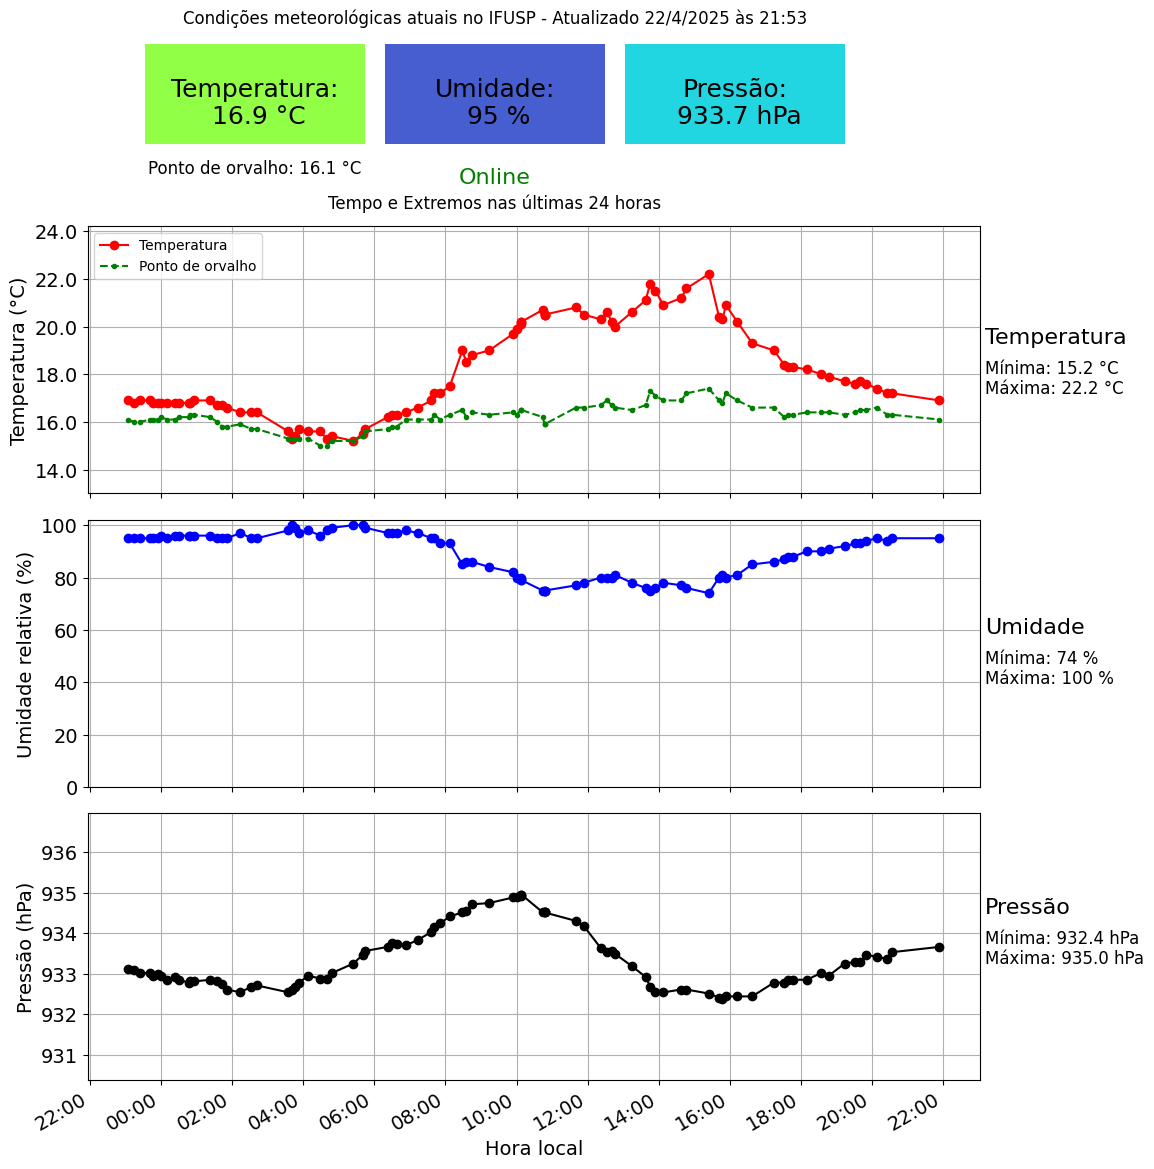 Condições meteorológicas atuais no IFUSP - Atualizado 22/4/2025 às 21:53
Temperatura:
16.9 °C
Umidade:
95 %
Pressão:
933.7 hPa
Ponto de orvalho: 16.1 °C
Online
Tempo e Extremos nas últimas 24 horas
Temperatura (°C)
24.0
22.0
20.0
18.0
16.0
14.0
Temperatura
Ponto de orvalho
Temperatura
Mínima: 15.2 °C
Máxima: 22.2 °C
Umidade relativa (%)
100
80
60
40
20
0
Umidade
Mínima: 74 %
Máxima: 100 %
Pressão (hPa)
936
935
934
933
932
931
Pressão
Mínima: 932.4 hPa
Máxima: 935.0 hPa
22:00 00:00 02:00 04:00 06:00 08:00 10:00 12:00 14:00 16:00 18:00 20:00 22:00
Hora local